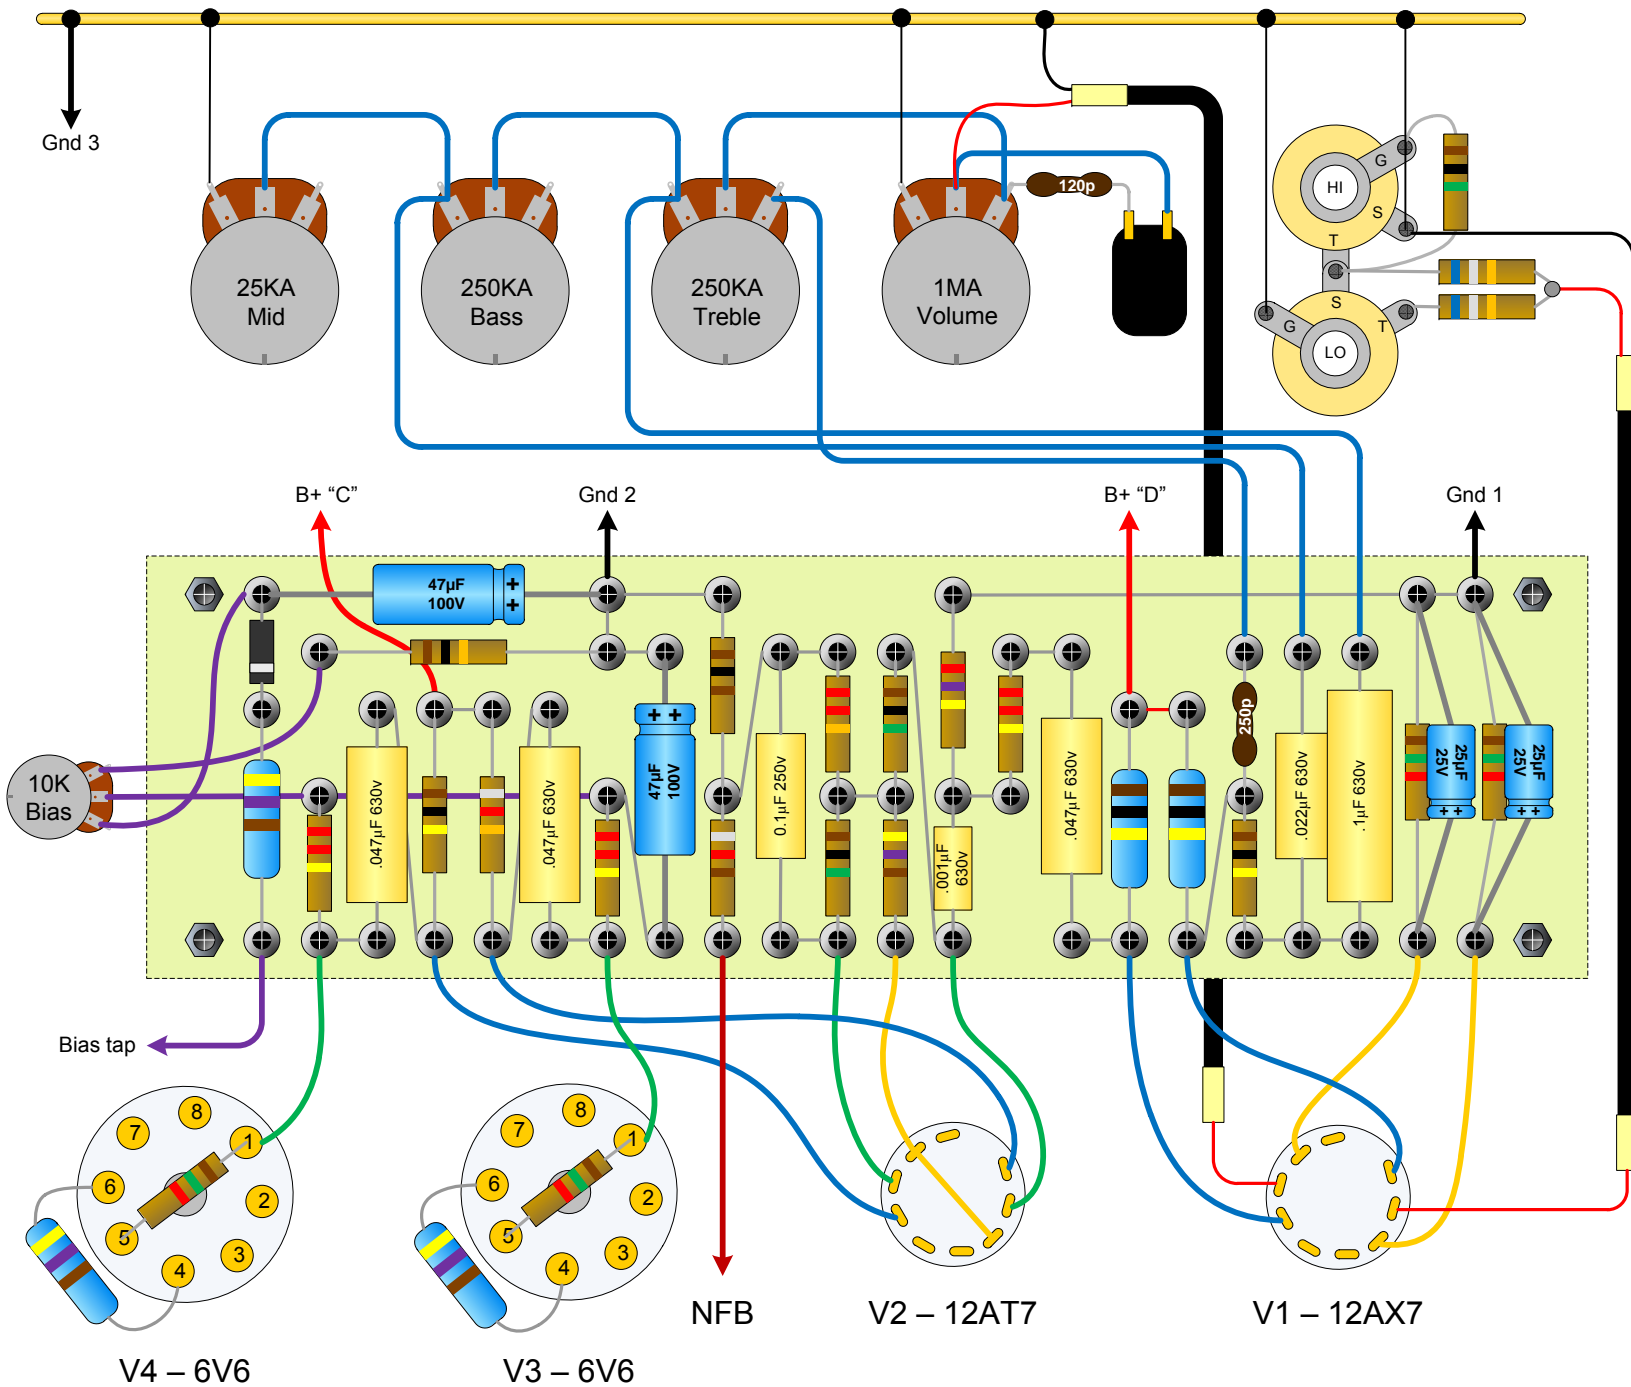 Gnd 3
25KA
Mid
250KA
Bass
250KA
Treble
1MA
Volume
120p
HI
G
S
T
S
G
T
LO
B+ “C”
Gnd 2
B+ “D”
Gnd 1
47µF
100V
10K
Bias
.047µF 630v
.047µF 630v
47µF
100V
0.1µF 250v
.001µF
630v
.047µF 630v
250p
.022µF 630v
.1µF 630v
25µF
25V
25µF
25V
Bias tap
8
7
1
6
2
5
3
4
8
7
1
6
2
5
3
4
NFB
V2 – 12AT7
V1 – 12AX7
V4 – 6V6
V3 – 6V6